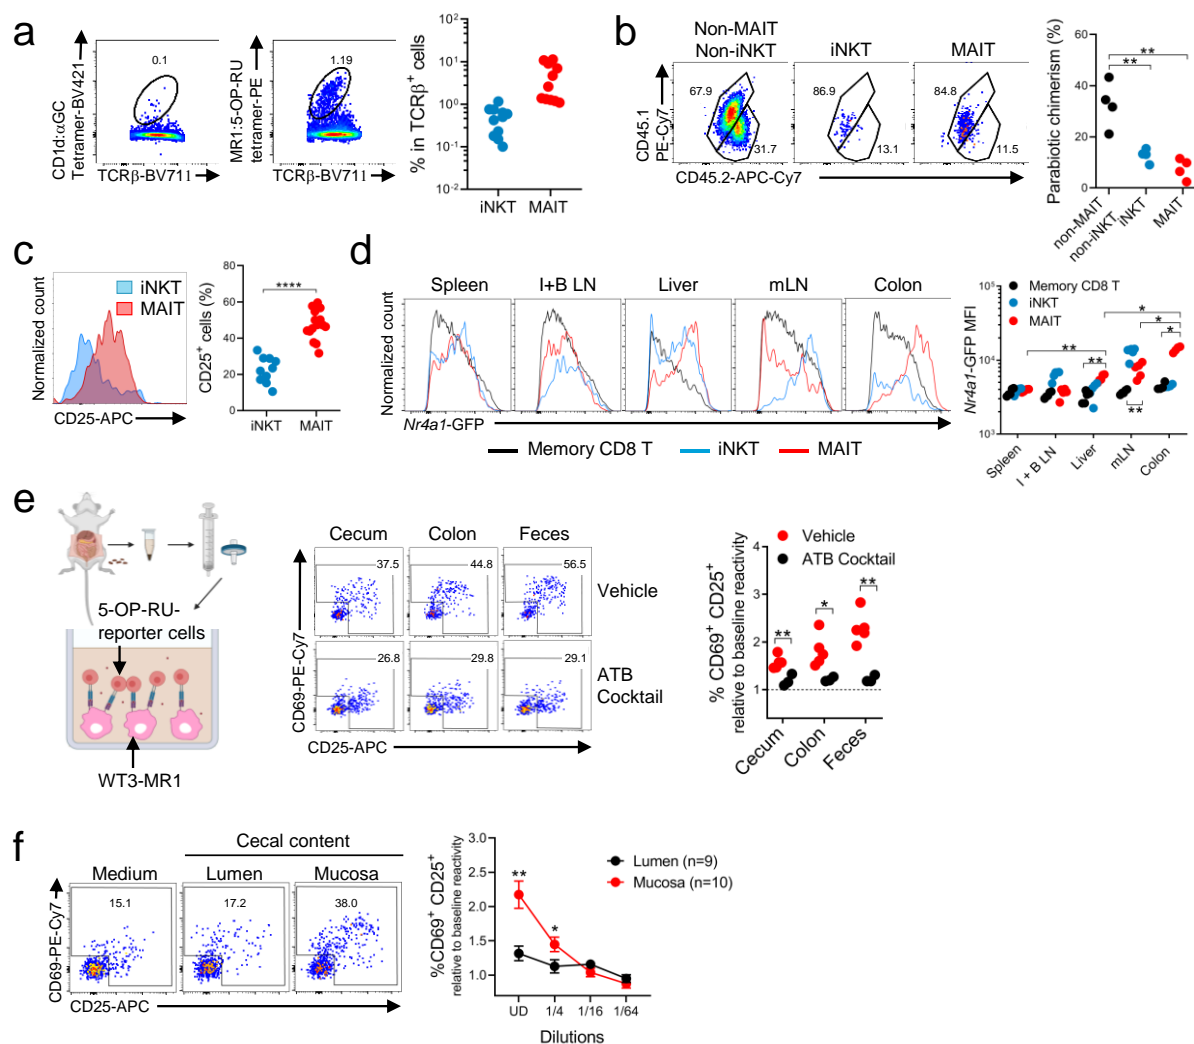 a
CD1d:αGC
Tetramer-BV421
0.1
TCRβ-BV711
MR1:5-OP-RU
tetramer-PE
1.19
TCRβ-BV711
% in TCRβ+ cells
10²
10¹
10⁰
10⁻¹
10⁻²
iNKT
MAIT
b
Non-MAIT
Non-iNKT
iNKT
MAIT
CD45.1
PE-Cy7
67.9
31.7
86.9
13.1
84.8
11.5
CD45.2-APC-Cy7
Parabiotic chimerism (%)
60
40
20
0
**
**
non-MAIT
non-iNKT
iNKT
MAIT
c
Normalized count
iNKT
MAIT
CD25-APC
CD25+ cells (%)
80
60
40
20
0
****
iNKT
MAIT
d
Normalized count
Spleen
I+B LN
Liver
mLN
Colon
Nr4a1-GFP
Memory CD8 T
iNKT
MAIT
Nr4a1-GFP MFI
10⁵
10⁴
10³
Memory CD8 T
iNKT
MAIT
*
*
*
**
**
**
Spleen
I + B LN
Liver
mLN
Colon
e
5-OP-RU-
reporter cells
WT3-MR1
Cecum
Colon
Feces
37.5
44.8
56.5
Vehicle
26.8
29.8
29.1
ATB
Cocktail
CD69-PE-Cy7
CD25-APC
% CD69+ CD25+
relative to baseline reactivity
4
3
2
1
Vehicle
ATB Cocktail
**
*
**
Cecum
Colon
Feces
f
Cecal content
Medium
Lumen
Mucosa
15.1
17.2
38.0
CD69-PE-Cy7
CD25-APC
%CD69+ CD25+
relative to baseline reactivity
3.0
2.5
2.0
1.5
1.0
**
*
Lumen (n=9)
Mucosa (n=10)
UD
1/4
1/16
1/64
Dilutions